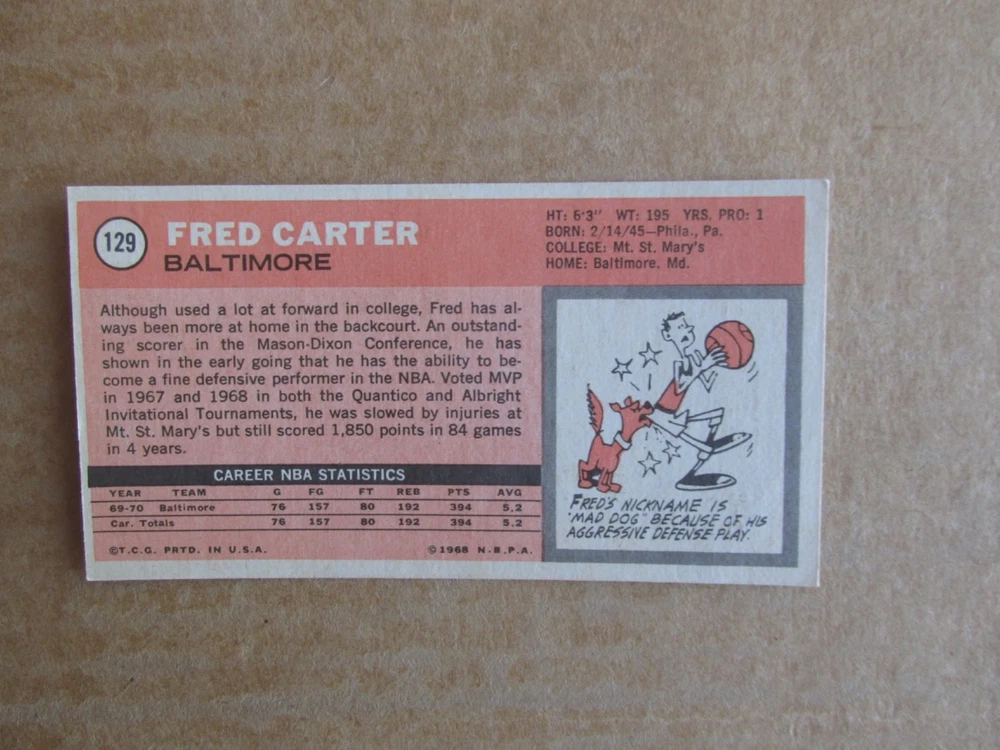 129
FRED CARTER
BALTIMORE
HT: 6'3" WT: 195 YRS. PRO: 1
BORN: 2/14/45—Phila., Pa.
COLLEGE: Mt. St. Mary's
HOME: Baltimore, Md.
Although used a lot at forward in college, Fred has al-
ways been more at home in the backcourt. An outstand-
ing scorer in the Mason-Dixon Conference, he has
shown in the early going that he has the ability to be-
come a fine defensive performer in the NBA. Voted MVP
in 1967 and 1968 in both the Quantico and Albright
Invitational Tournaments, he was slowed by injuries at
Mt. St. Mary's but still scored 1,850 points in 84 games
in 4 years.
CAREER NBA STATISTICS
YEAR TEAM G FG FT REB PTS AVG
69-70 Baltimore 76 157 80 192 394 5.2
Car. Totals 76 157 80 192 394 5.2
©T.C.G. PRTD. IN U.S.A. ©1968 N.B.P.A.
FRED'S NICKNAME IS
"MAD DOG" BECAUSE OF HIS
AGGRESSIVE DEFENSE PLAY.